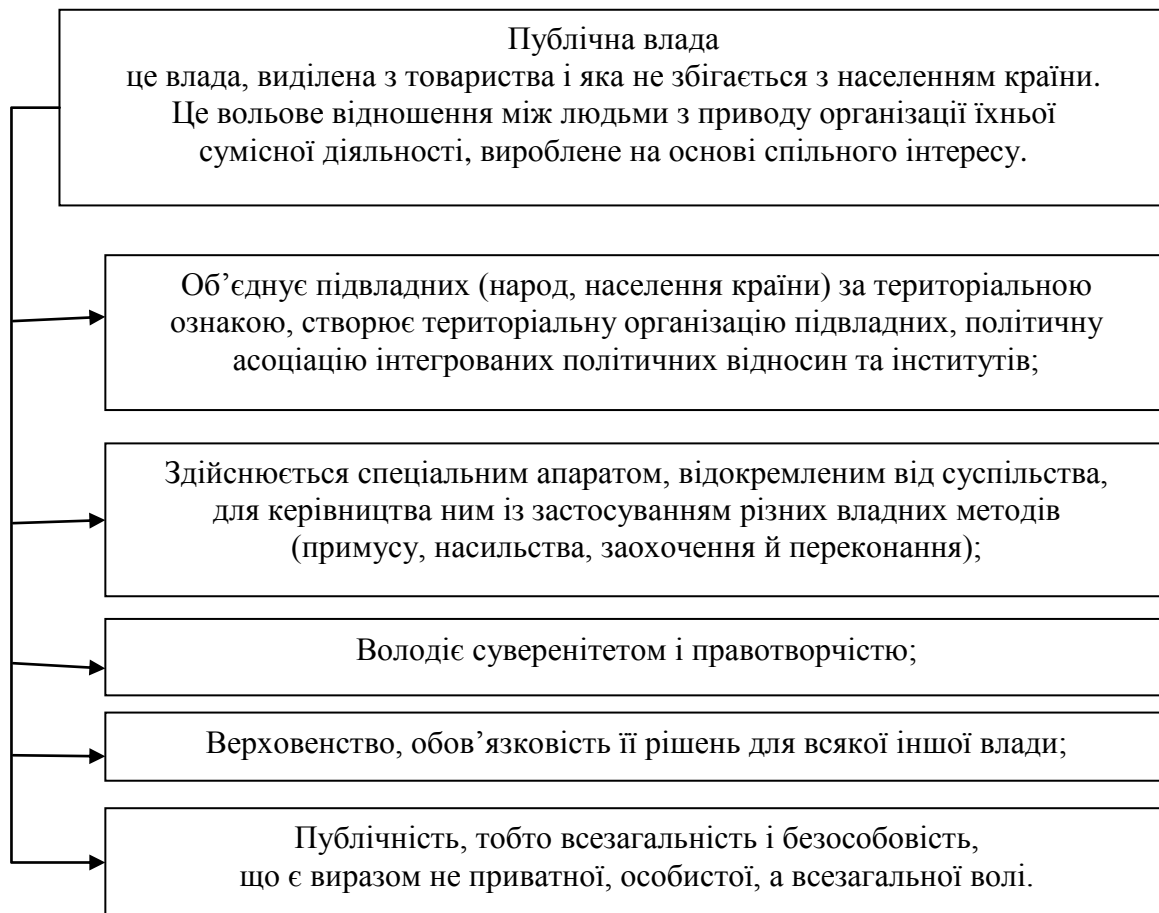 Публічна влада
це влада, виділена з товариства і яка не збігається з населенням країни.
Це вольове відношення між людьми з приводу організації їхньої
сумісної діяльності, вироблене на основі спільного інтересу.
Об’єднує підвладних (народ, населення країни) за територіальною
ознакою, створює територіальну організацію підвладних, політичну
асоціацію інтегрованих політичних відносин та інститутів;
Здійснюється спеціальним апаратом, відокремленим від суспільства,
для керівництва ним із застосуванням різних владних методів
(примусу, насильства, заохочення й переконання);
Володіє суверенітетом і правотворчістю;
Верховенство, обов’язковість її рішень для всякої іншої влади;
Публічність, тобто всезагальність і безособовість,
що є виразом не приватної, особистої, а всезагальної волі.